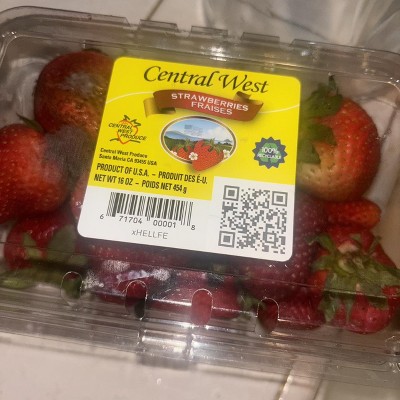 Central West
STRAWBERRIES
FRAISES
CENTRAL
WEST
PRODUCE
100%
RECYCLABLE
Central West Produce
Santa Maria CA 93455 USA
PRODUCT OF U.S.A. – PRODUIT DES É-U.
NET WT 16 OZ – POIDS NET 454 g
6 71704 00001 8
xHELLFE